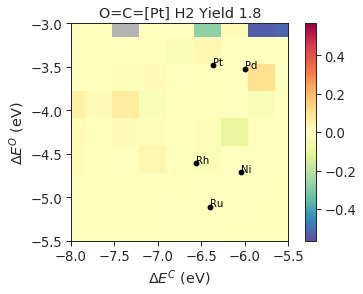 O=C=[Pt] H2 Yield 1.8
−3.0
−3.5
−4.0
−4.5
−5.0
−5.5
ΔE^O (eV)
Pt
Pd
Rh
Ni
Ru
−8.0 −7.5 −7.0 −6.5 −6.0 −5.5
ΔE^C (eV)
0.4
0.2
0.0
−0.2
−0.4